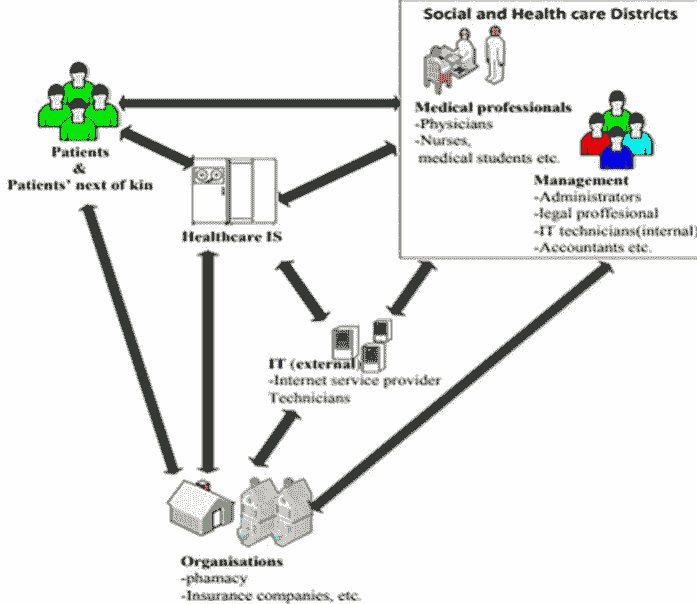 Social and Health care Districts
Medical professionals
-Physicians
-Nurses,
medical students etc.
Management
-Administrators
-legal proffesional
-IT technicians(internal)
-Accountants etc.
Patients
&
Patients' next of kin
Healthcare IS
IT (external)
-Internet service provider
Technicians
Organisations
-phamacy
-Insurance companies, etc.